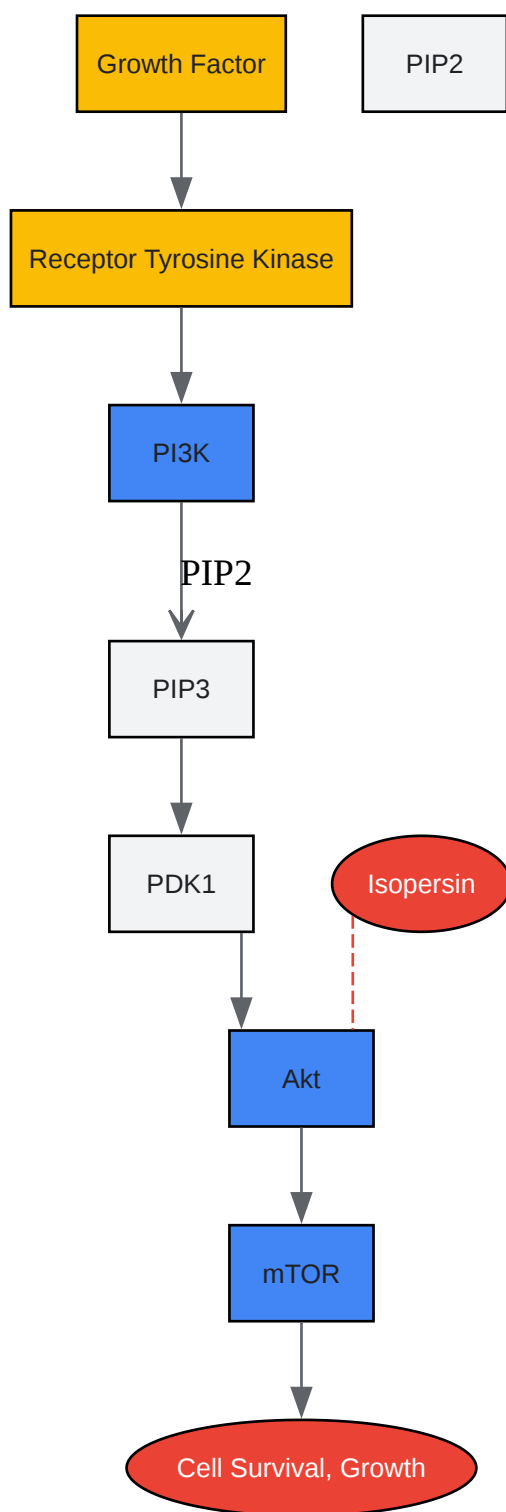 Growth Factor
PIP2
Receptor Tyrosine Kinase
PI3K
PIP2
PIP3
PDK1
Isopersin
Akt
mTOR
Cell Survival, Growth